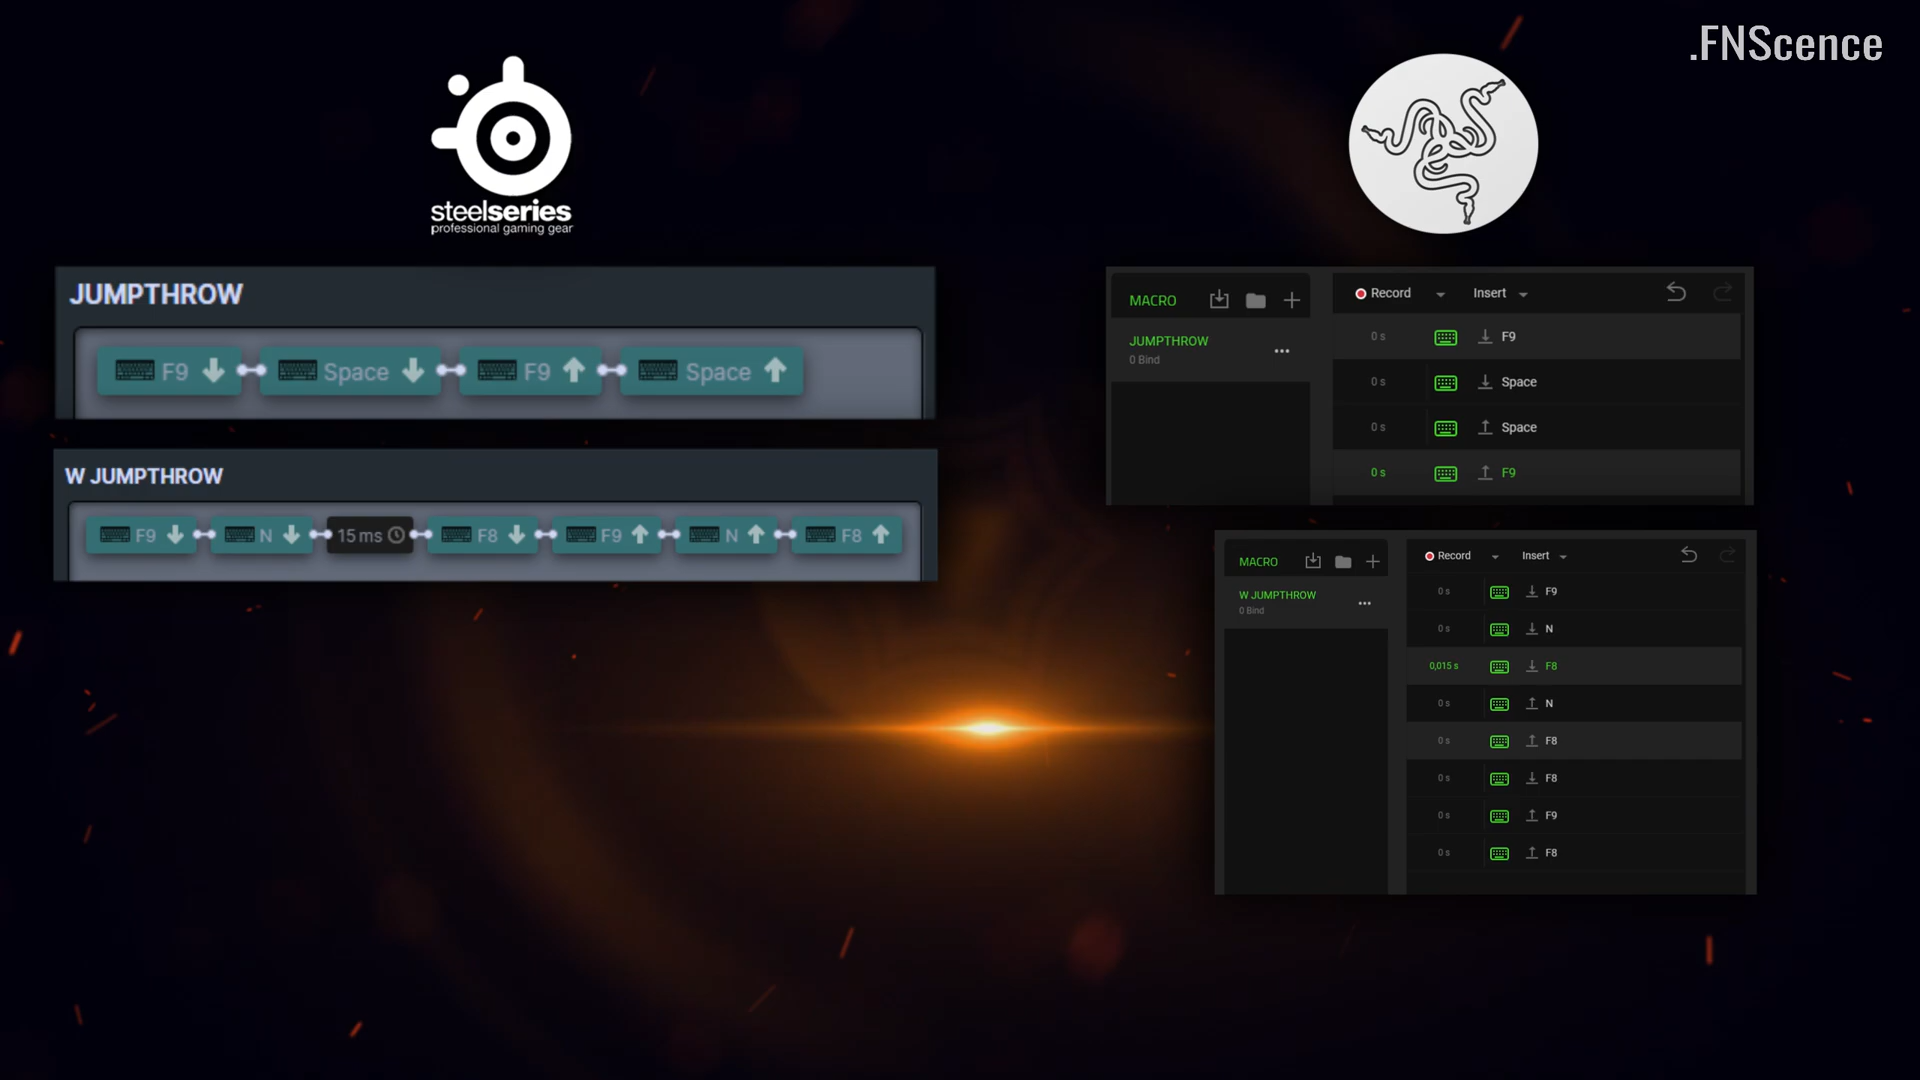 .FNScence
steelseries
professional gaming gear
JUMPTHROW
F9 Space F9 Space
W JUMPTHROW
F9 N 15 ms F8 F9 N F8
MACRO
JUMPTHROW
0 Bind
Record Insert
0 s F9
0 s Space
0 s Space
0 s F9
MACRO
W JUMPTHROW
0 Bind
Record Insert
0 s F9
0 s N
0,015 s F8
0 s N
0 s F8
0 s F8
0 s F9
0 s F8